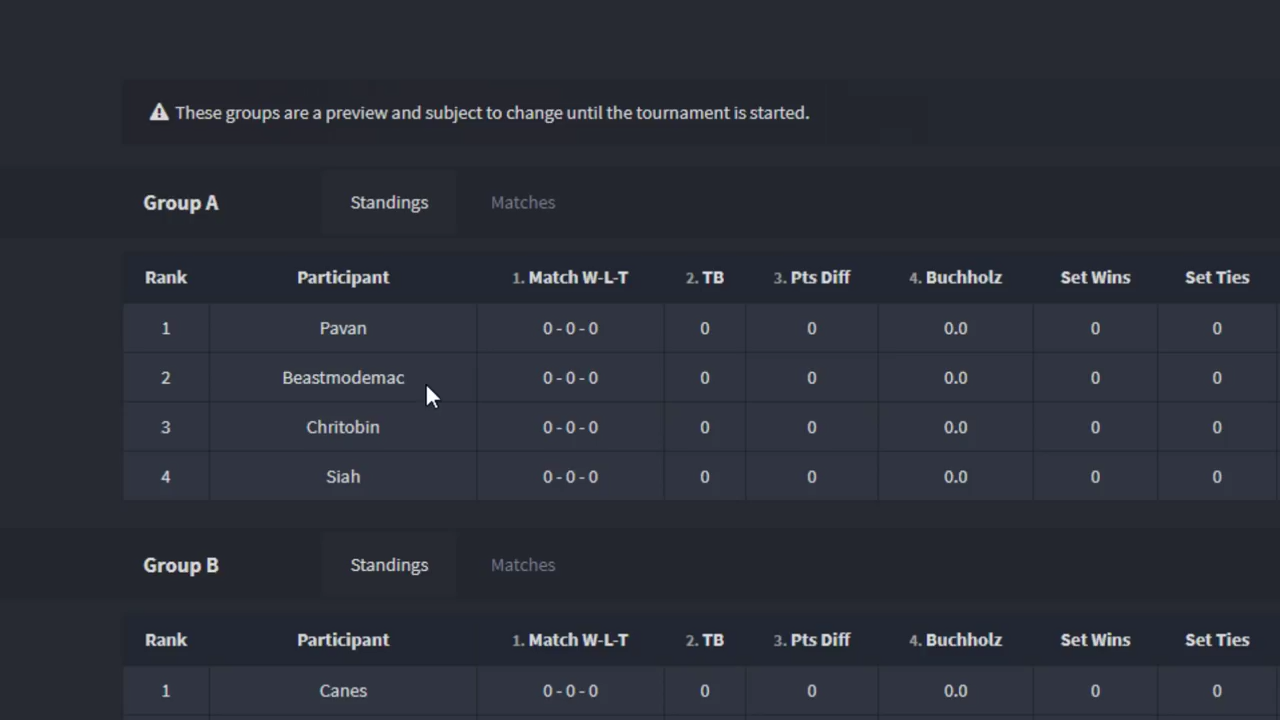 These groups are a preview and subject to change until the tournament is started.
Group A Standings Matches
Rank Participant 1. Match W-L-T 2. TB 3. Pts Diff 4. Buchholz Set Wins Set Ties
1 Pavan 0 - 0 - 0 0 0 0.0 0 0
2 Beastmodemac 0 - 0 - 0 0 0 0.0 0 0
3 Chritobin 0 - 0 - 0 0 0 0.0 0 0
4 Siah 0 - 0 - 0 0 0 0.0 0 0
Group B Standings Matches
Rank Participant 1. Match W-L-T 2. TB 3. Pts Diff 4. Buchholz Set Wins Set Ties
1 Canes 0 - 0 - 0 0 0 0.0 0 0